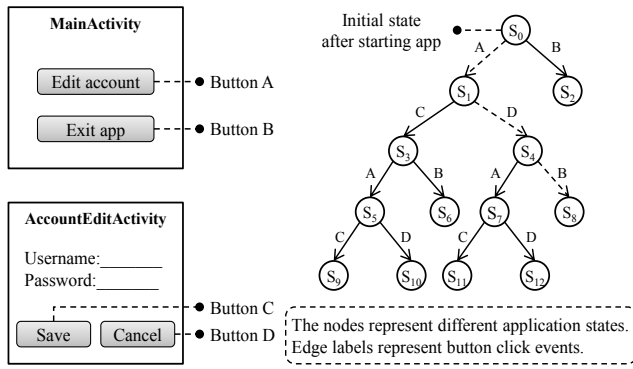 MainActivity
Edit account
Button A
Exit app
Button B
AccountEditActivity
Username:_______
Password:_______
Button C
Save
Cancel
Button D
Initial state
after starting app
S0
A
B
S1
S2
C
D
S3
S4
A
B
A
B
S5
S6
S7
S8
C
D
C
D
S9
S10
S11
S12
The nodes represent different application states.
Edge labels represent button click events.